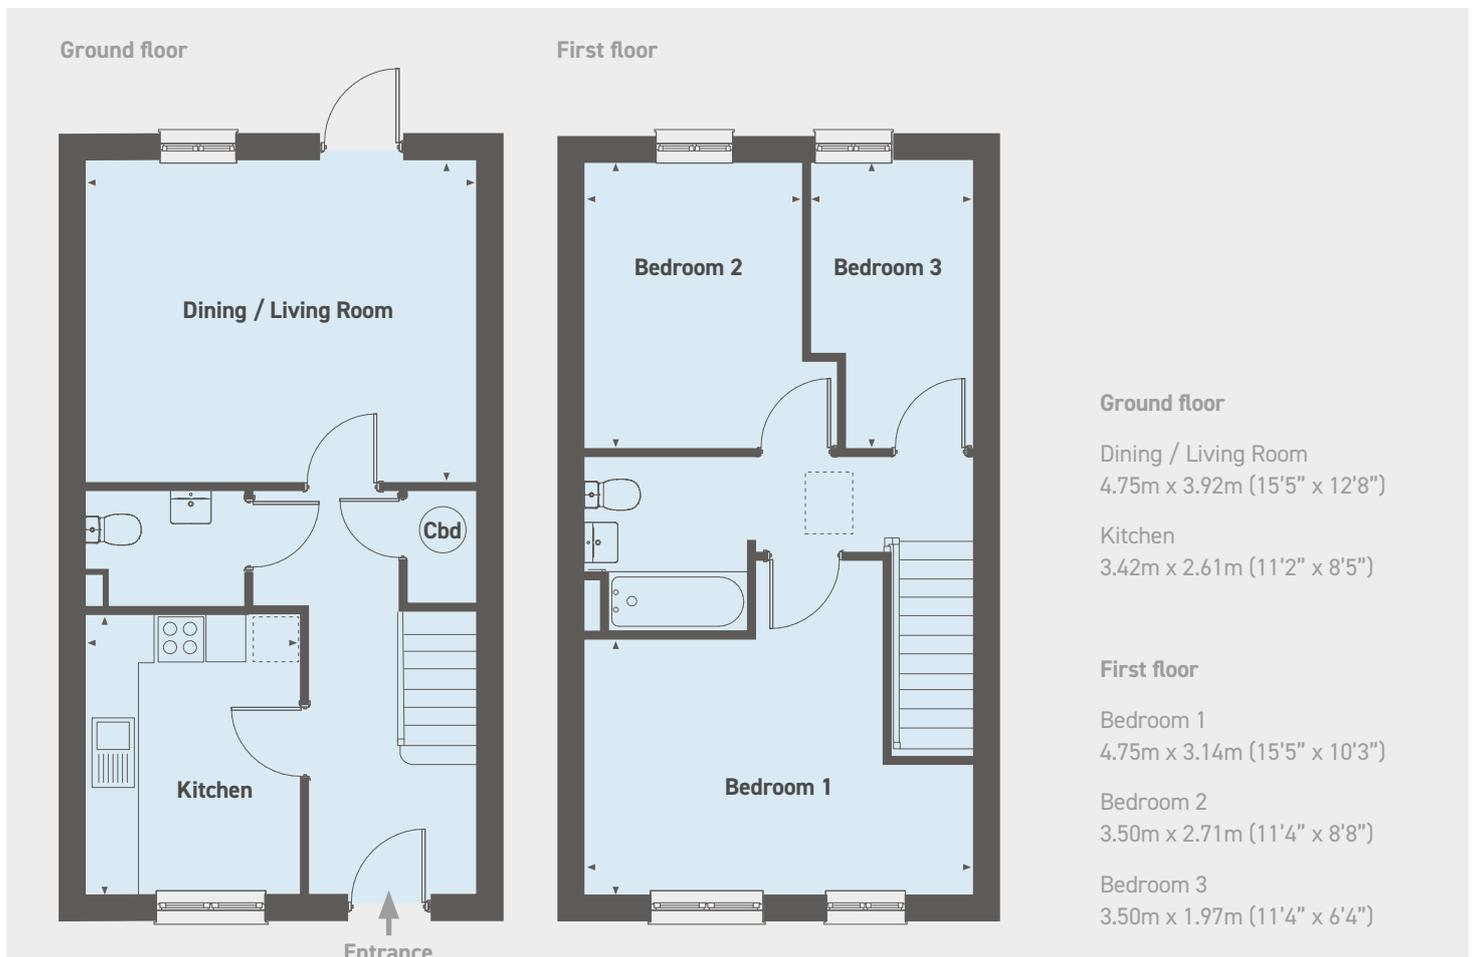 Ground floor
First floor
Dining / Living Room
Cbd
Kitchen
Entrance
Bedroom 2
Bedroom 3
Bedroom 1
Ground floor
Dining / Living Room
4.75m x 3.92m (15'5" x 12'8")
Kitchen
3.42m x 2.61m (11'2" x 8'5")
First floor
Bedroom 1
4.75m x 3.14m (15'5" x 10'3")
Bedroom 2
3.50m x 2.71m (11'4" x 8'8")
Bedroom 3
3.50m x 1.97m (11'4" x 6'4")